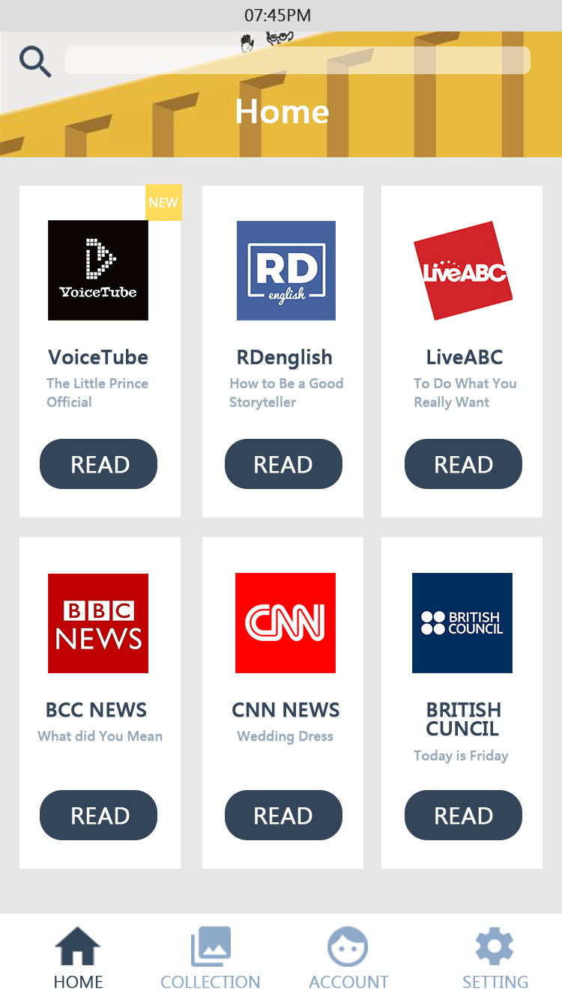 07:45PM
Home
NEW
VoiceTube
RD
english
LiveABC
VoiceTube
RDenglish
LiveABC
The Little Prince
Official
How to Be a Good
Storyteller
To Do What You
Really Want
READ
READ
READ
BBC
NEWS
CNN
BRITISH
COUNCIL
BCC NEWS
CNN NEWS
BRITISH
CUNCIL
What did You Mean
Wedding Dress
Today is Friday
READ
READ
READ
HOME
COLLECTION
ACCOUNT
SETTING